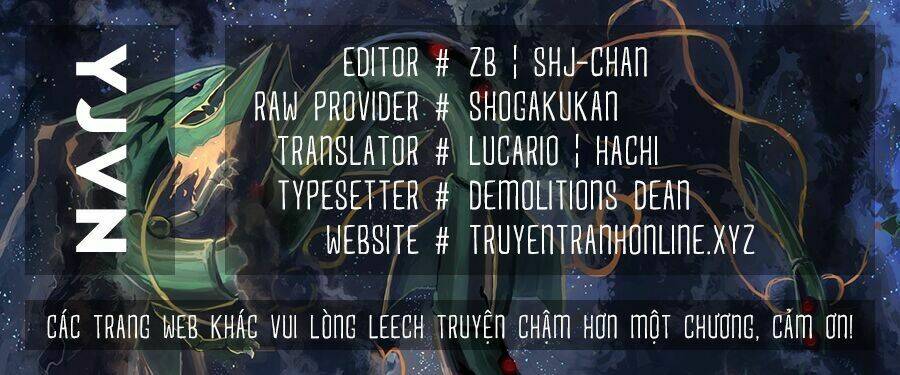 YJVN
EDITOR # ZB ¦ SHJ-CHAN
RAW PROVIDER # SHOGAKUKAN
TRANSLATOR # LUCARIO ¦ HACHI
TYPESETTER # DEMOLITIONS DEAN
WEBSITE # TRUYENTRANHONLINE.XYZ
CÁC TRANG WEB KHÁC VUI LÒNG LEECH TRUYỆN CHẬM HƠN MỘT CHƯƠNG, CẢM ƠN!